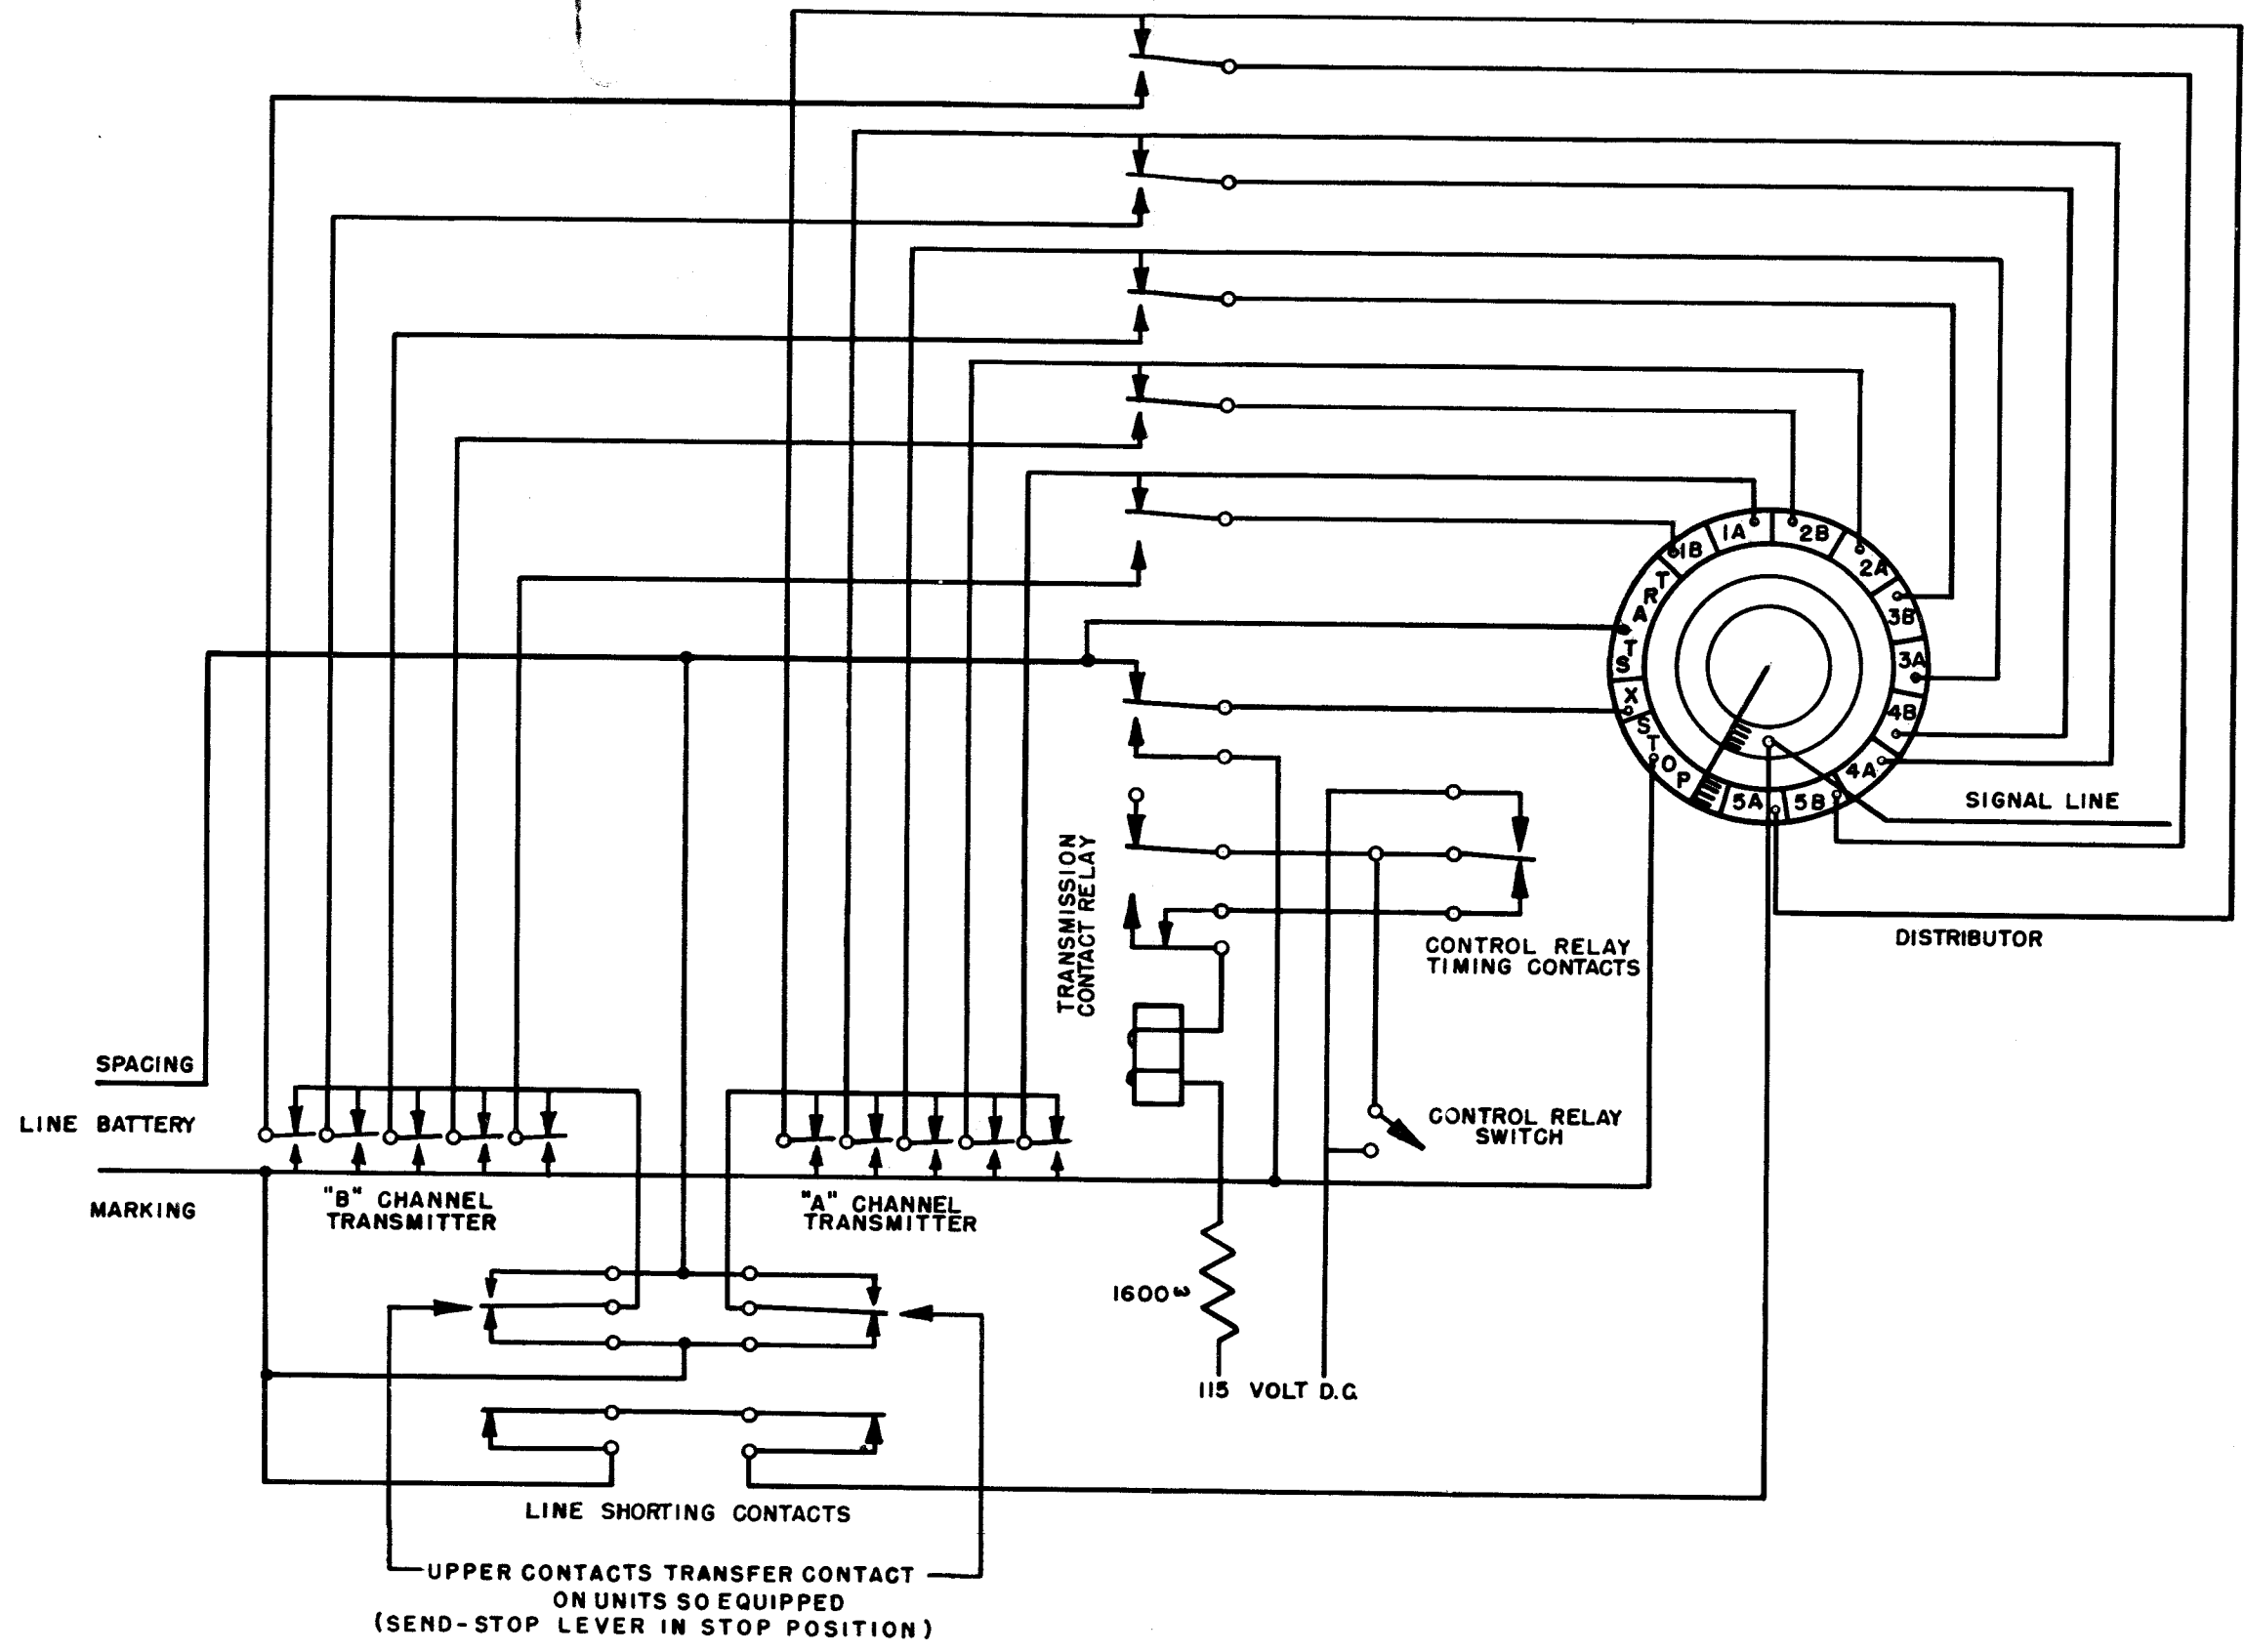 1B
1A
2B
2A
3B
3A
4B
4A
5B
5A
START
X
STOP
SIGNAL LINE
DISTRIBUTOR
TRANSMISSION
CONTACT RELAY
CONTROL RELAY
TIMING CONTACTS
SPACING
LINE BATTERY
MARKING
"B" CHANNEL
TRANSMITTER
"A" CHANNEL
TRANSMITTER
CONTROL RELAY
SWITCH
1600ω
115 VOLT D.C.
LINE SHORTING CONTACTS
UPPER CONTACTS TRANSFER CONTACT
ON UNITS SO EQUIPPED
(SEND-STOP LEVER IN STOP POSITION)